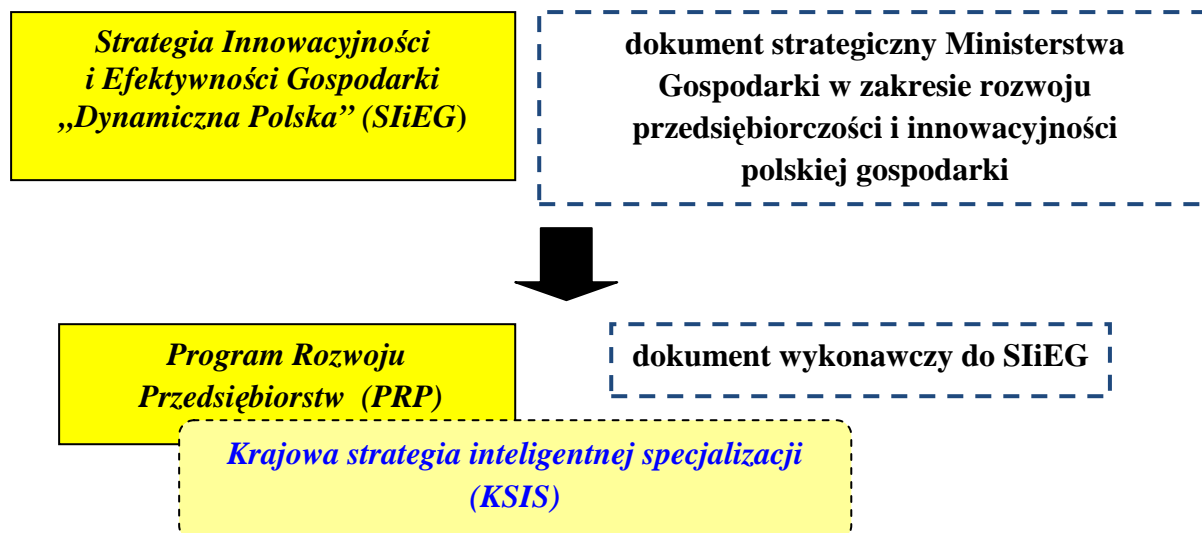 Strategia Innowacyjności
i Efektywności Gospodarki
„Dynamiczna Polska” (SIiEG)
dokument strategiczny Ministerstwa
Gospodarki w zakresie rozwoju
przedsiębiorczości i innowacyjności
polskiej gospodarki
Program Rozwoju
Przedsiębiorstw (PRP)
dokument wykonawczy do SIiEG
Krajowa strategia inteligentnej specjalizacji
(KSIS)